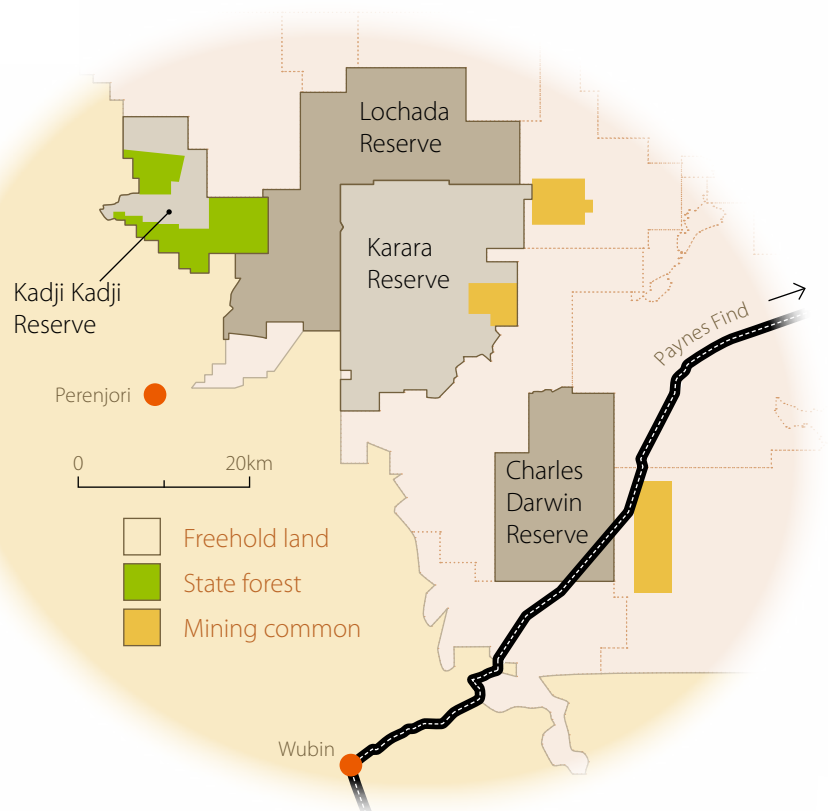 Lochada
Reserve
Karara
Reserve
Kadji Kadji
Reserve
Paynes Find
Perenjori
0 20km
Charles
Darwin
Reserve
Freehold land
State forest
Mining common
Wubin